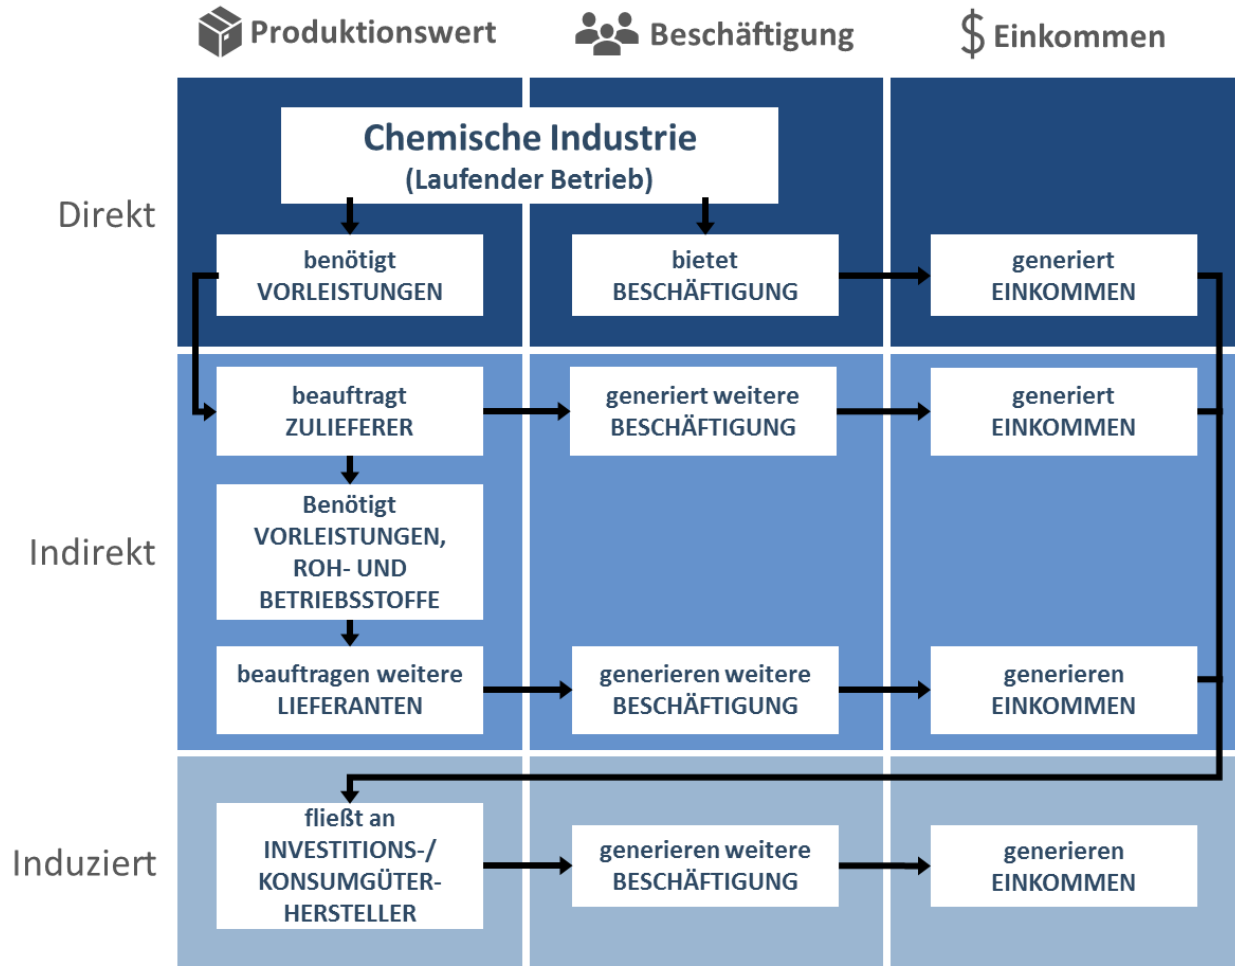 Produktionswert
Beschäftigung
$ Einkommen
Chemische Industrie
(Laufender Betrieb)
Direkt
benötigt
VORLEISTUNGEN
bietet
BESCHÄFTIGUNG
generiert
EINKOMMEN
beauftragt
ZULIEFERER
generiert weitere
BESCHÄFTIGUNG
generiert
EINKOMMEN
Indirekt
Benötigt
VORLEISTUNGEN,
ROH- UND
BETRIEBSSTOFFE
beauftragen weitere
LIEFERANTEN
generieren weitere
BESCHÄFTIGUNG
generieren
EINKOMMEN
Induziert
fließt an
INVESTITIONS-/
KONSUMGÜTER-
HERSTELLER
generieren weitere
BESCHÄFTIGUNG
generieren
EINKOMMEN